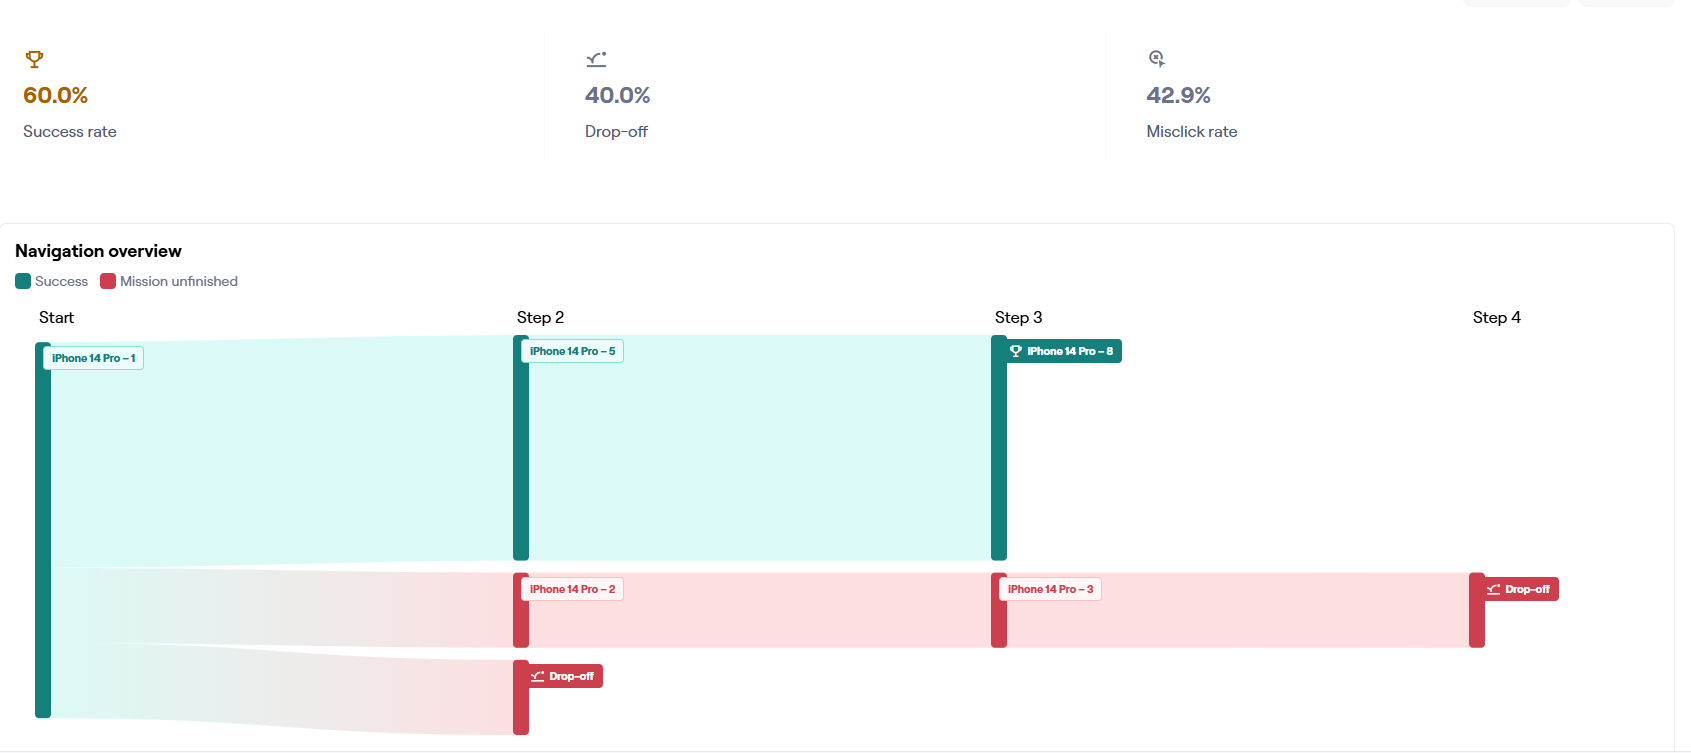 60.0%
Success rate
40.0%
Drop-off
42.9%
Misclick rate
Navigation overview
Success
Mission unfinished
Start
Step 2
Step 3
Step 4
iPhone 14 Pro – 1
iPhone 14 Pro – 5
iPhone 14 Pro – 8
iPhone 14 Pro – 2
iPhone 14 Pro – 3
Drop-off
Drop-off